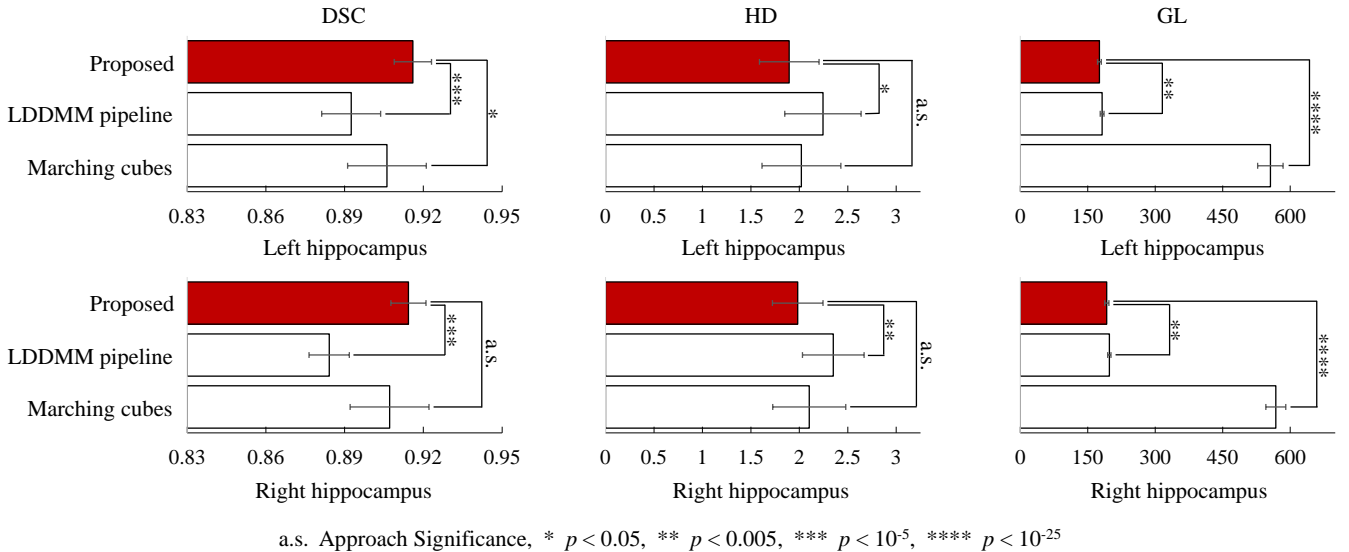 DSC HD GL
Proposed
LDDMM pipeline
Marching cubes
*** *
* a.s.
** ****
0.83 0.86 0.89 0.92 0.95 0 0.5 1 1.5 2 2.5 3 0 150 300 450 600
Left hippocampus Left hippocampus Left hippocampus
Proposed
LDDMM pipeline
Marching cubes
*** a.s.
** a.s.
** ****
0.83 0.86 0.89 0.92 0.95 0 0.5 1 1.5 2 2.5 3 0 150 300 450 600
Right hippocampus Right hippocampus Right hippocampus
a.s. Approach Significance, * p < 0.05, ** p < 0.005, *** p < 10⁻⁵, **** p < 10⁻²⁵